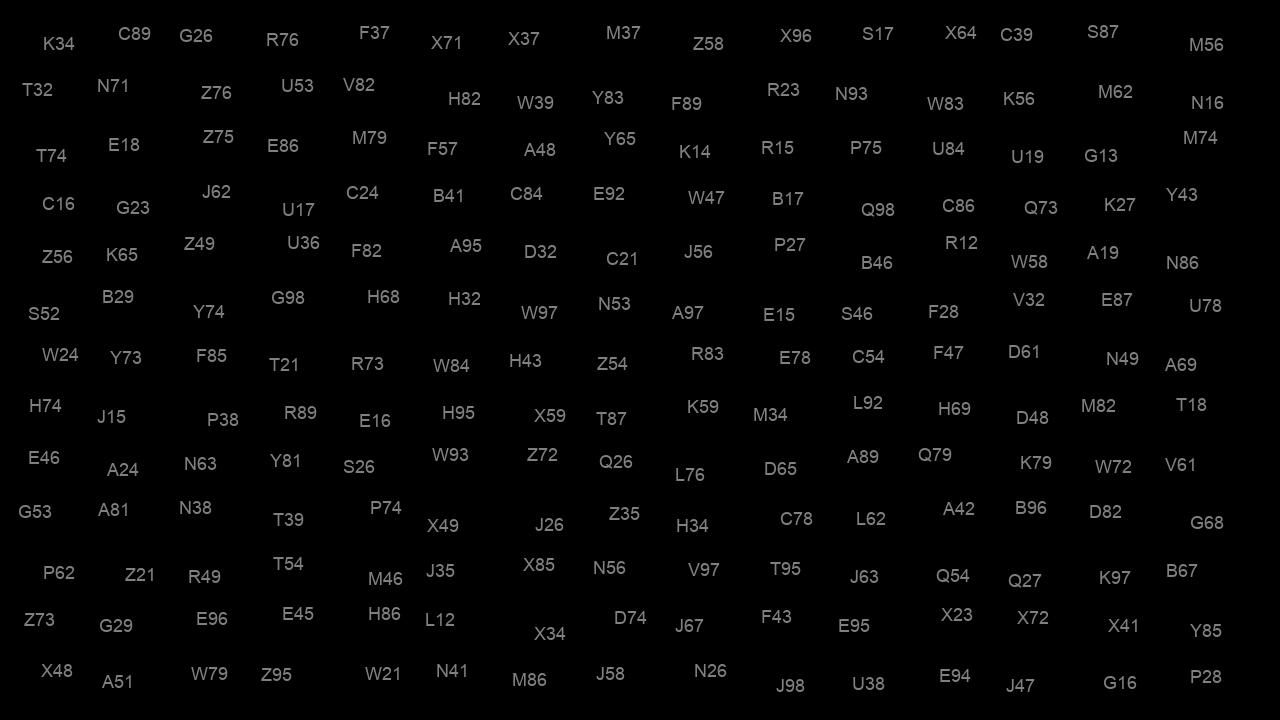 K34 C89 G26 R76 F37 X71 X37 M37 Z58 X96 S17 X64 C39 S87 M56
T32 N71 Z76 U53 V82 H82 W39 Y83 F89 R23 N93 W83 K56 M62 N16
T74 E18 Z75 E86 M79 F57 A48 Y65 K14 R15 P75 U84 U19 G13 M74
C16 G23 J62 U17 C24 B41 C84 E92 W47 B17 Q98 C86 Q73 K27 Y43
Z56 K65 Z49 U36 F82 A95 D32 C21 J56 P27 B46 R12 W58 A19 N86
S52 B29 Y74 G98 H68 H32 W97 N53 A97 E15 S46 F28 V32 E87 U78
W24 Y73 F85 T21 R73 W84 H43 Z54 R83 E78 C54 F47 D61 N49 A69
H74 J15 P38 R89 E16 H95 X59 T87 K59 M34 L92 H69 D48 M82 T18
E46 A24 N63 Y81 S26 W93 Z72 Q26 L76 D65 A89 Q79 K79 W72 V61
G53 A81 N38 T39 P74 X49 J26 Z35 H34 C78 L62 A42 B96 D82 G68
P62 Z21 R49 T54 M46 J35 X85 N56 V97 T95 J63 Q54 Q27 K97 B67
Z73 G29 E96 E45 H86 L12 X34 D74 J67 F43 E95 X23 X72 X41 Y85
X48 A51 W79 Z95 W21 N41 M86 J58 N26 J98 U38 E94 J47 G16 P28